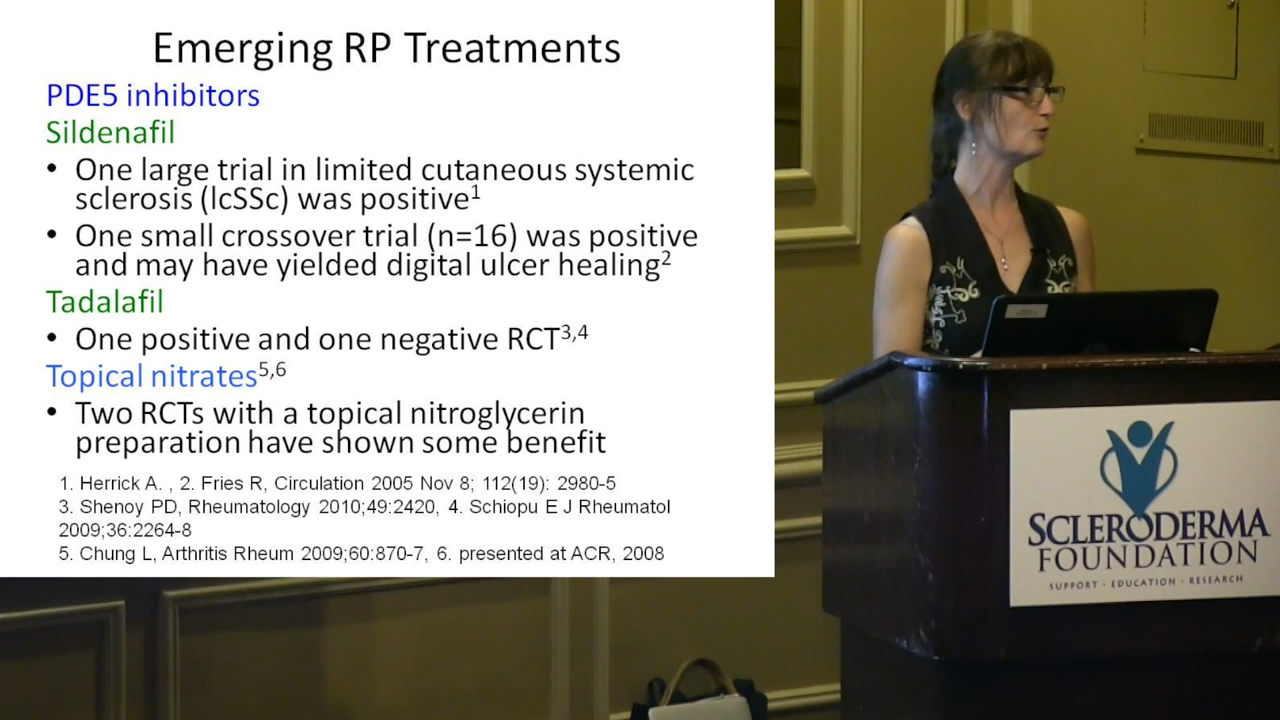 Emerging RP Treatments
PDE5 inhibitors
Sildenafil
• One large trial in limited cutaneous systemic
sclerosis (lcSSc) was positive1
• One small crossover trial (n=16) was positive
and may have yielded digital ulcer healing2
Tadalafil
• One positive and one negative RCT3,4
Topical nitrates5,6
• Two RCTs with a topical nitroglycerin
preparation have shown some benefit
1. Herrick A. , 2. Fries R, Circulation 2005 Nov 8; 112(19): 2980-5
3. Shenoy PD, Rheumatology 2010;49:2420, 4. Schiopu E J Rheumatol
2009;36:2264-8
5. Chung L, Arthritis Rheum 2009;60:870-7, 6. presented at ACR, 2008
SCLERODERMA
FOUNDATION
SUPPORT · EDUCATION · RESEARCH